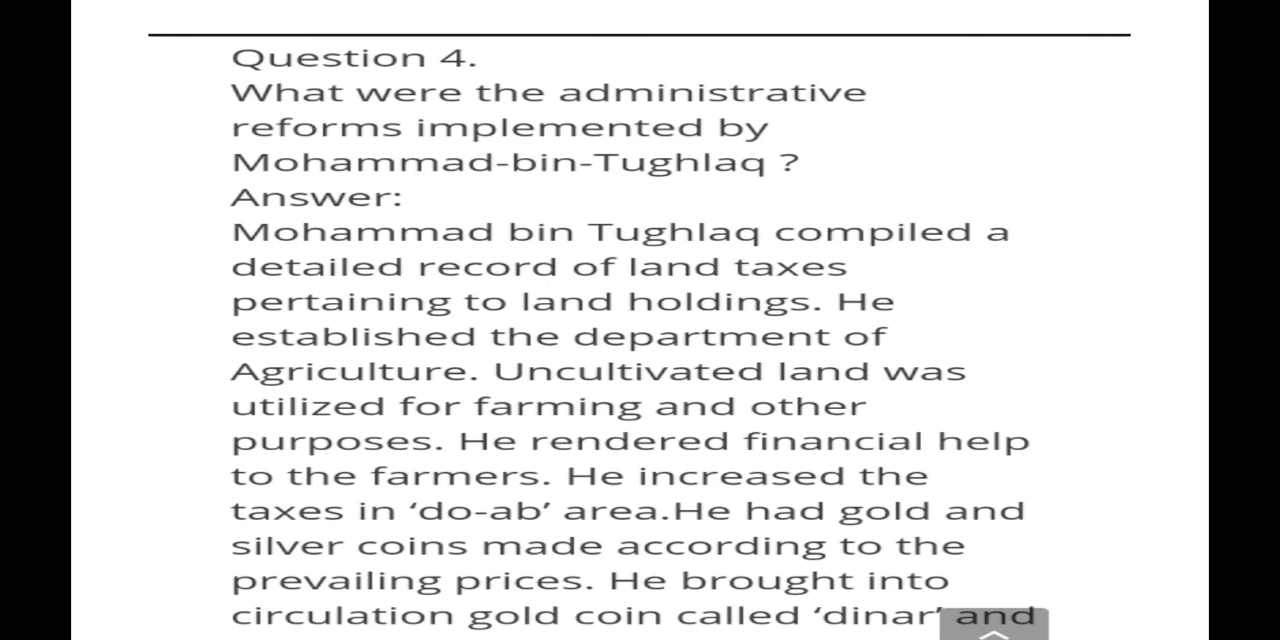 Question 4.
What were the administrative
reforms implemented by
Mohammad-bin-Tughlaq ?
Answer:
Mohammad bin Tughlaq compiled a
detailed record of land taxes
pertaining to land holdings. He
established the department of
Agriculture. Uncultivated land was
utilized for farming and other
purposes. He rendered financial help
to the farmers. He increased the
taxes in ‘do-ab’ area.He had gold and
silver coins made according to the
prevailing prices. He brought into
circulation gold coin called ‘dinar’ and